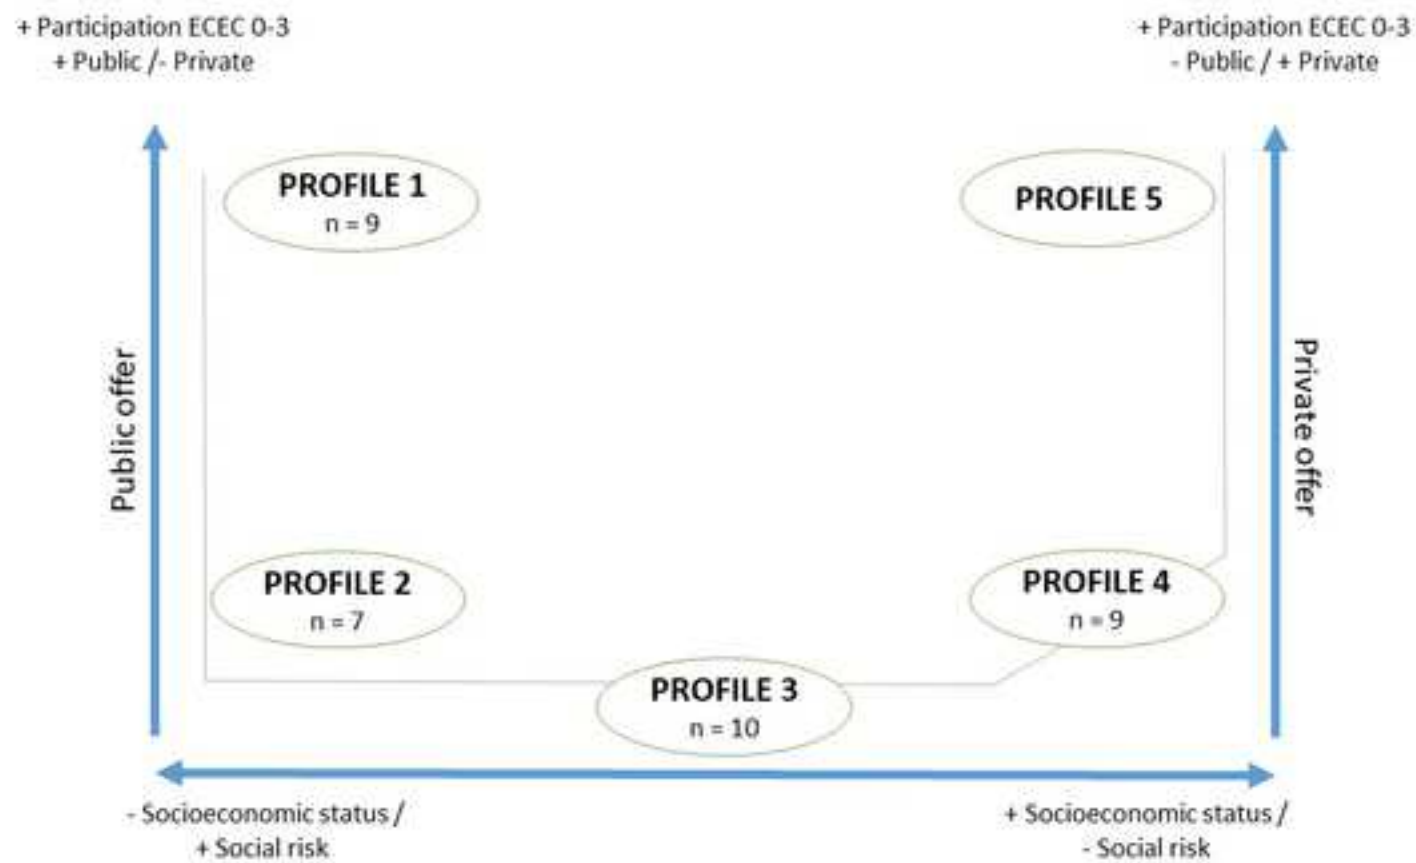 + Participation ECEC 0-3
+ Public /- Private
+ Participation ECEC 0-3
- Public / + Private
PROFILE 1
n = 9
PROFILE 5
Public offer
Private offer
PROFILE 2
n = 7
PROFILE 4
n = 9
PROFILE 3
n = 10
- Socioeconomic status /
+ Social risk
+ Socioeconomic status /
- Social risk